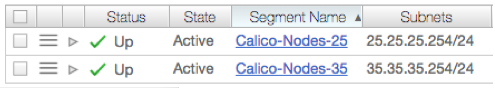 Status State Segment Name Subnets
Up Active Calico-Nodes-25 25.25.25.254/24
Up Active Calico-Nodes-35 35.35.35.254/24